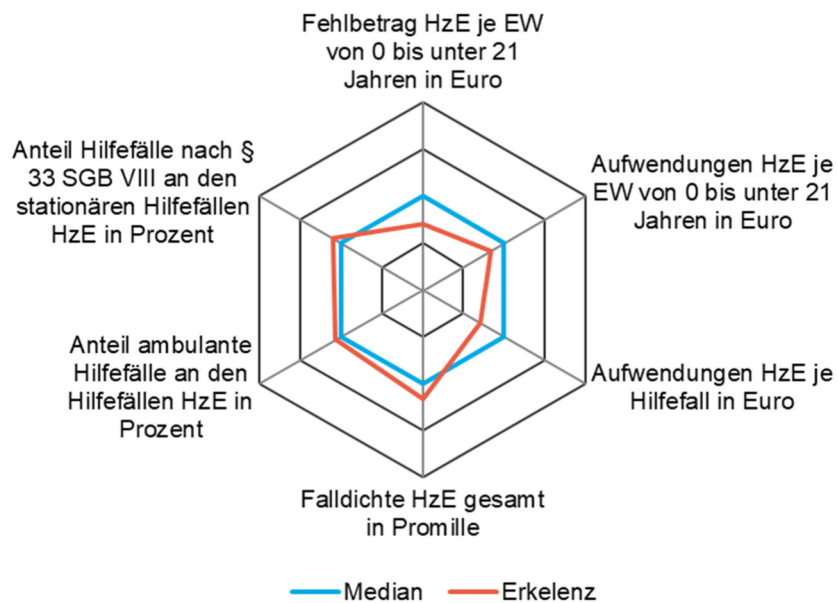 Fehlbetrag HzE je EW
von 0 bis unter 21
Jahren in Euro
Aufwendungen HzE je
EW von 0 bis unter 21
Jahren in Euro
Aufwendungen HzE je
Hilfefall in Euro
Falldichte HzE gesamt
in Promille
Anteil ambulante
Hilfefälle an den
Hilfefällen HzE in
Prozent
Anteil Hilfefälle nach §
33 SGB VIII an den
stationären Hilfefällen
HzE in Prozent
Median
Erkelenz